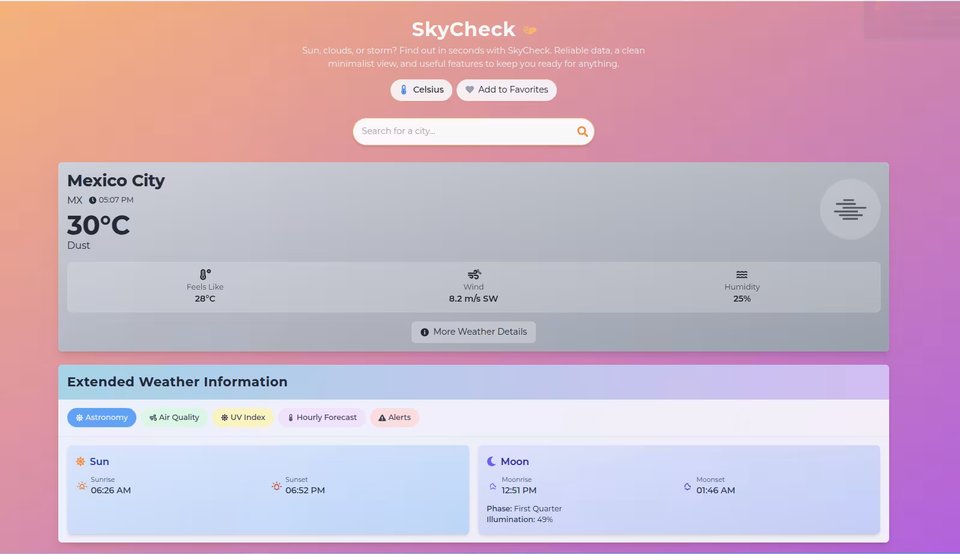 SkyCheck
Sun, clouds, or storm? Find out in seconds with SkyCheck. Reliable data, a clean
minimalist view, and useful features to keep you ready for anything.
Celsius
Add to Favorites
Search for a city...
Mexico City
MX 05:07 PM
30°C
Dust
Feels Like
28°C
Wind
8.2 m/s SW
Humidity
25%
More Weather Details
Extended Weather Information
Astronomy
Air Quality
UV Index
Hourly Forecast
Alerts
Sun
Sunrise
06:26 AM
Sunset
06:52 PM
Moon
Moonrise
12:51 PM
Moonset
01:46 AM
Phase: First Quarter
Illumination: 49%